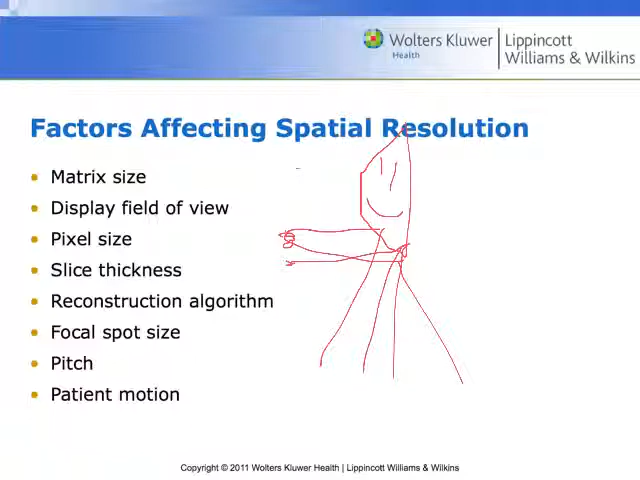 Wolters Kluwer
Health
Lippincott
Williams & Wilkins
Factors Affecting Spatial Resolution
Matrix size
Display field of view
Pixel size
Slice thickness
Reconstruction algorithm
Focal spot size
Pitch
Patient motion
Copyright © 2011 Wolters Kluwer Health | Lippincott Williams & Wilkins